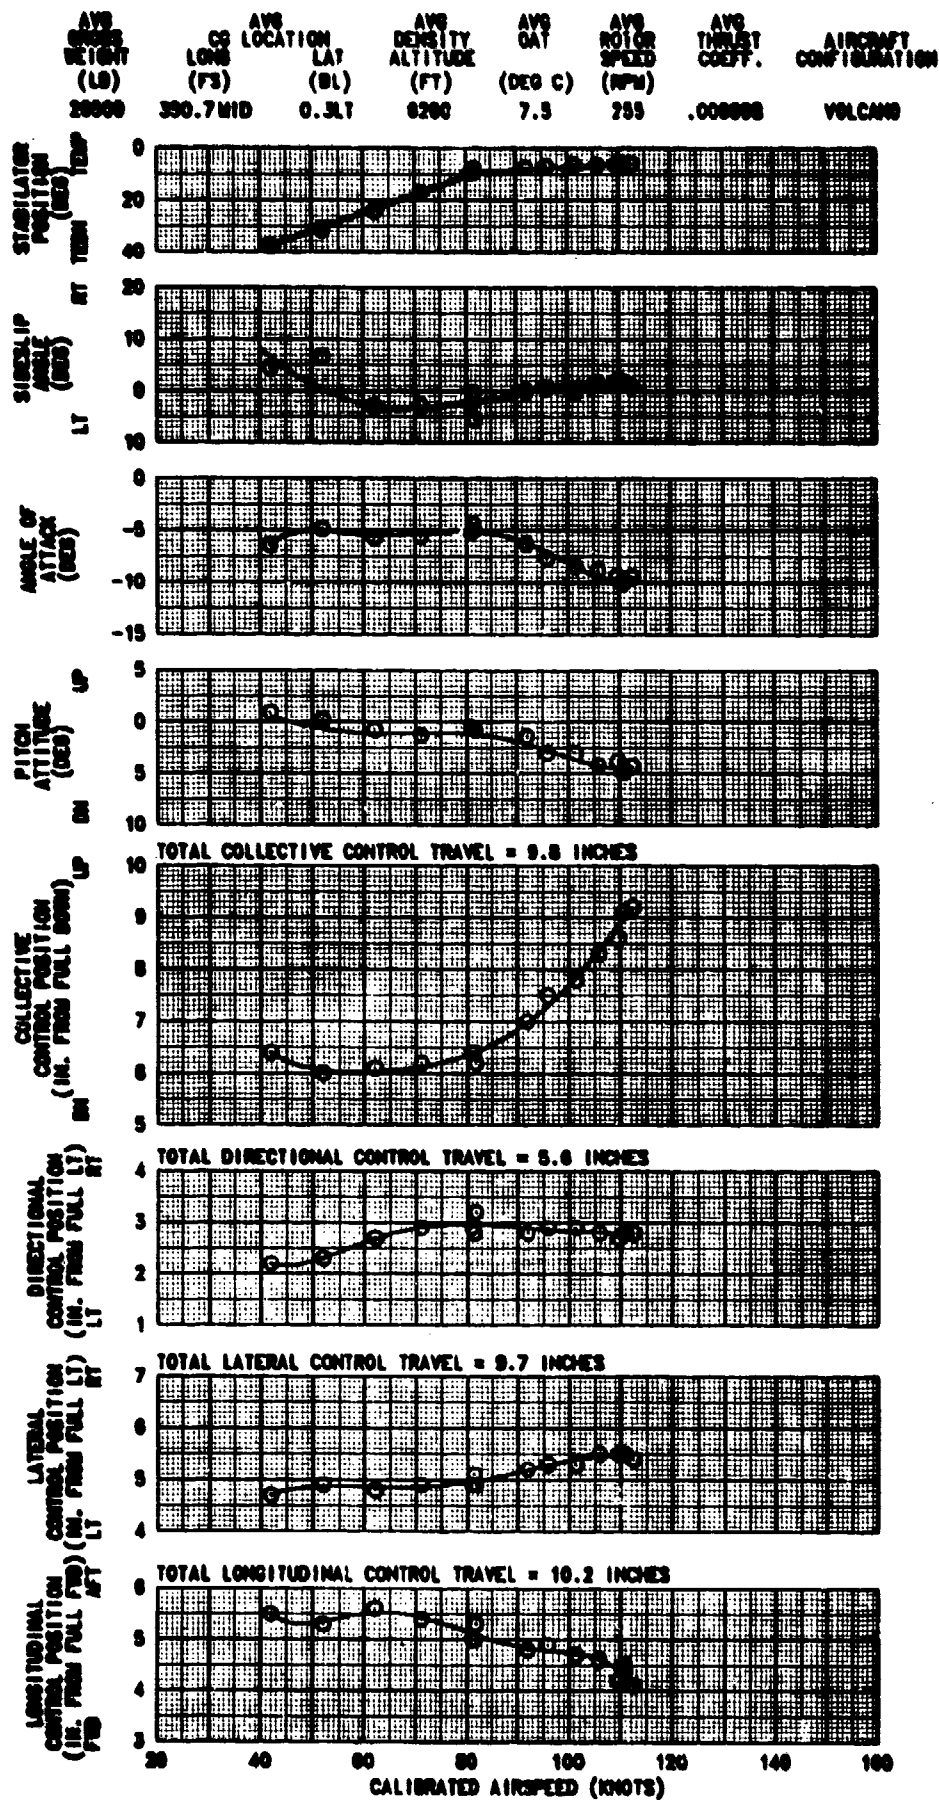 AVG AVG AVG AVG AVG AVG
GROSS CG LOCATION DENSITY OAT ROTOR THRUST AIRCRAFT
WEIGHT LONG LAT ALTITUDE SPEED COEFF. CONFIGURATION
(LB) (FS) (BL) (FT) (DEG C) (RPM)
390.7 MID 0.3LT 7.5 255 VOLCANO
STABILATOR
POSITION
(DEG)
TEDN TEUP
0
20
40
SIDESLIP
ANGLE
(DEG)
LT RT
20
10
0
10
ANGLE OF
ATTACK
(DEG)
0
-5
-10
-15
PITCH
ATTITUDE
(DEG)
DN UP
5
0
5
10
TOTAL COLLECTIVE CONTROL TRAVEL = 9.8 INCHES
COLLECTIVE
CONTROL POSITION
(IN. FROM FULL DOWN)
DN UP
10
9
8
7
6
5
TOTAL DIRECTIONAL CONTROL TRAVEL = 5.6 INCHES
DIRECTIONAL
CONTROL POSITION
(IN. FROM FULL LT)
LT RT
4
3
2
1
TOTAL LATERAL CONTROL TRAVEL = 9.7 INCHES
LATERAL
CONTROL POSITION
(IN. FROM FULL LT)
LT RT
7
6
5
4
TOTAL LONGITUDINAL CONTROL TRAVEL = 10.2 INCHES
LONGITUDINAL
CONTROL POSITION
(IN. FROM FULL FWD)
FWD AFT
6
5
4
3
20 40 60 80 100 120 140 160
CALIBRATED AIRSPEED (KNOTS)